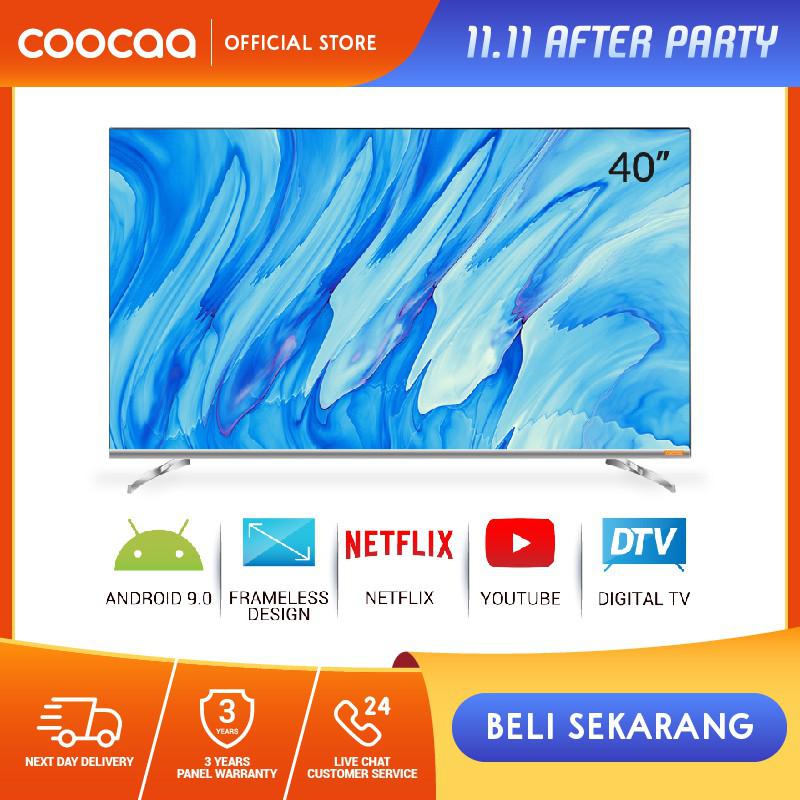 coocaa OFFICIAL STORE
11.11 AFTER PARTY
40”
coocaa
ANDROID 9.0
FRAMELESS
DESIGN
NETFLIX
NETFLIX
YOUTUBE
DTV
DIGITAL TV
NEXT DAY DELIVERY
3
YEARS
3 YEARS
PANEL WARRANTY
24
LIVE CHAT
CUSTOMER SERVICE
BELI SEKARANG